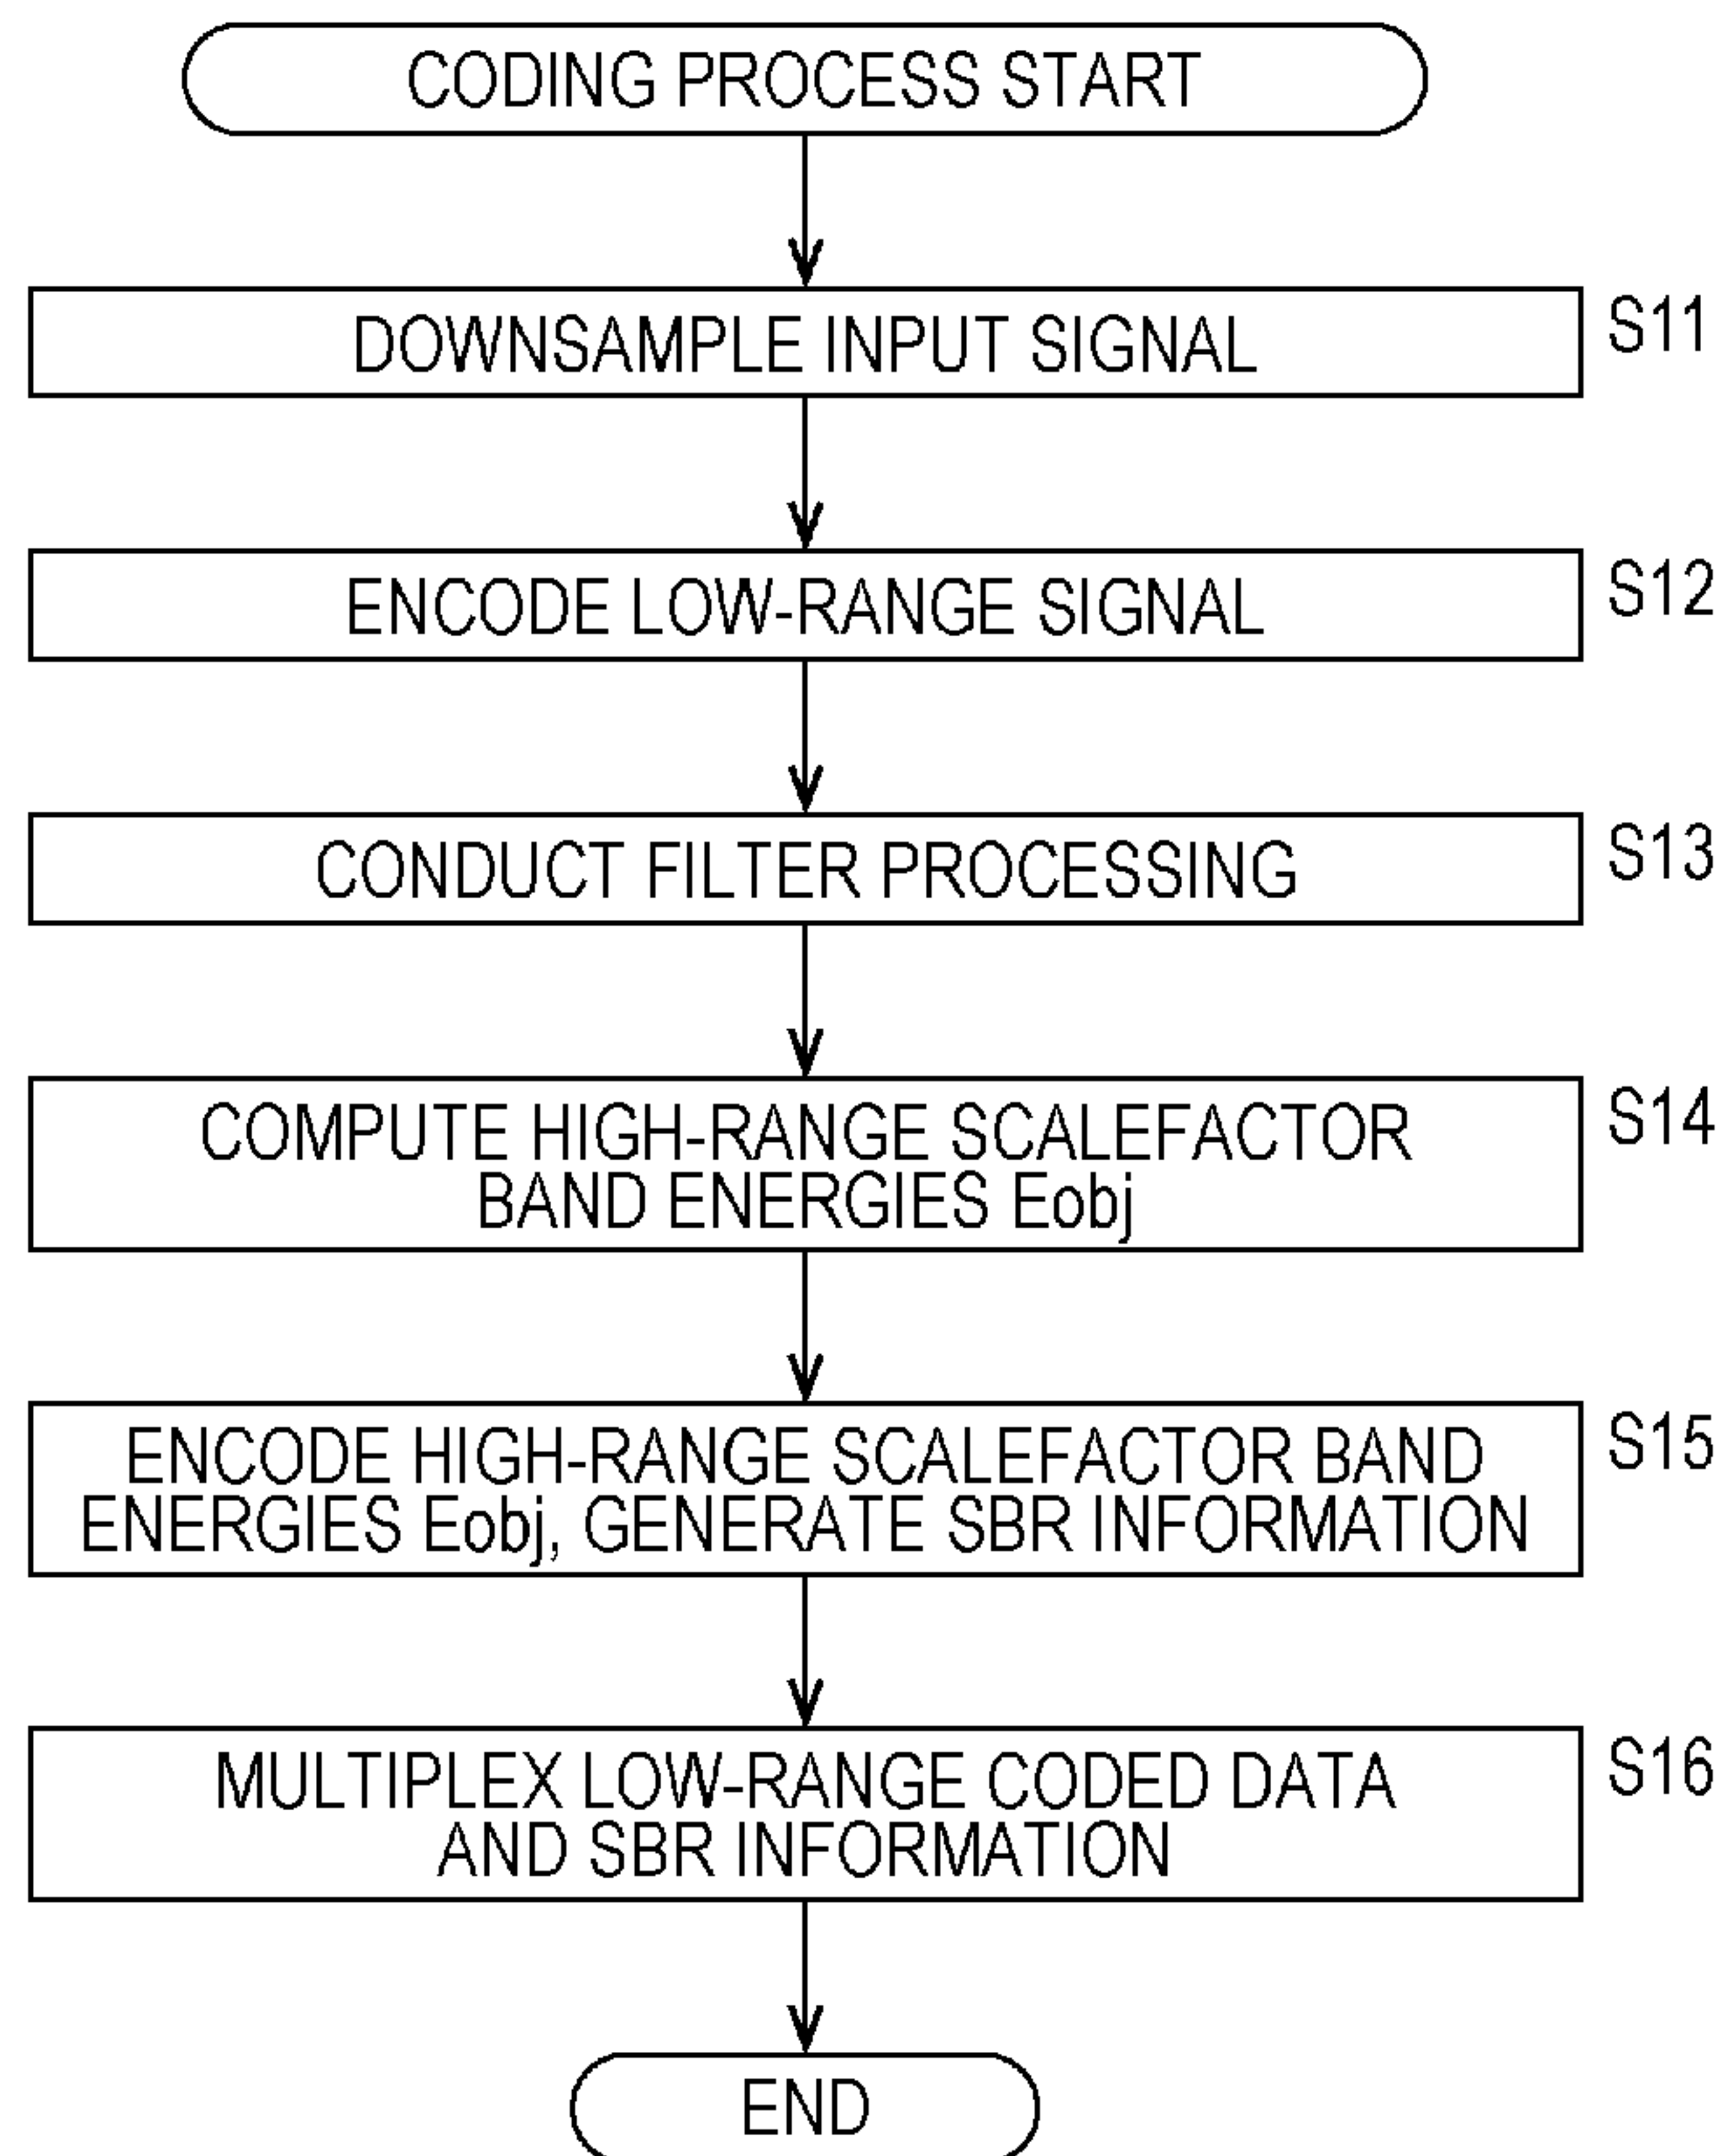 CODING PROCESS START
DOWNSAMPLE INPUT SIGNAL
S11
ENCODE LOW-RANGE SIGNAL
S12
CONDUCT FILTER PROCESSING
S13
COMPUTE HIGH-RANGE SCALEFACTOR
BAND ENERGIES Eobj
S14
ENCODE HIGH-RANGE SCALEFACTOR BAND
ENERGIES Eobj, GENERATE SBR INFORMATION
S15
MULTIPLEX LOW-RANGE CODED DATA
AND SBR INFORMATION
S16
END